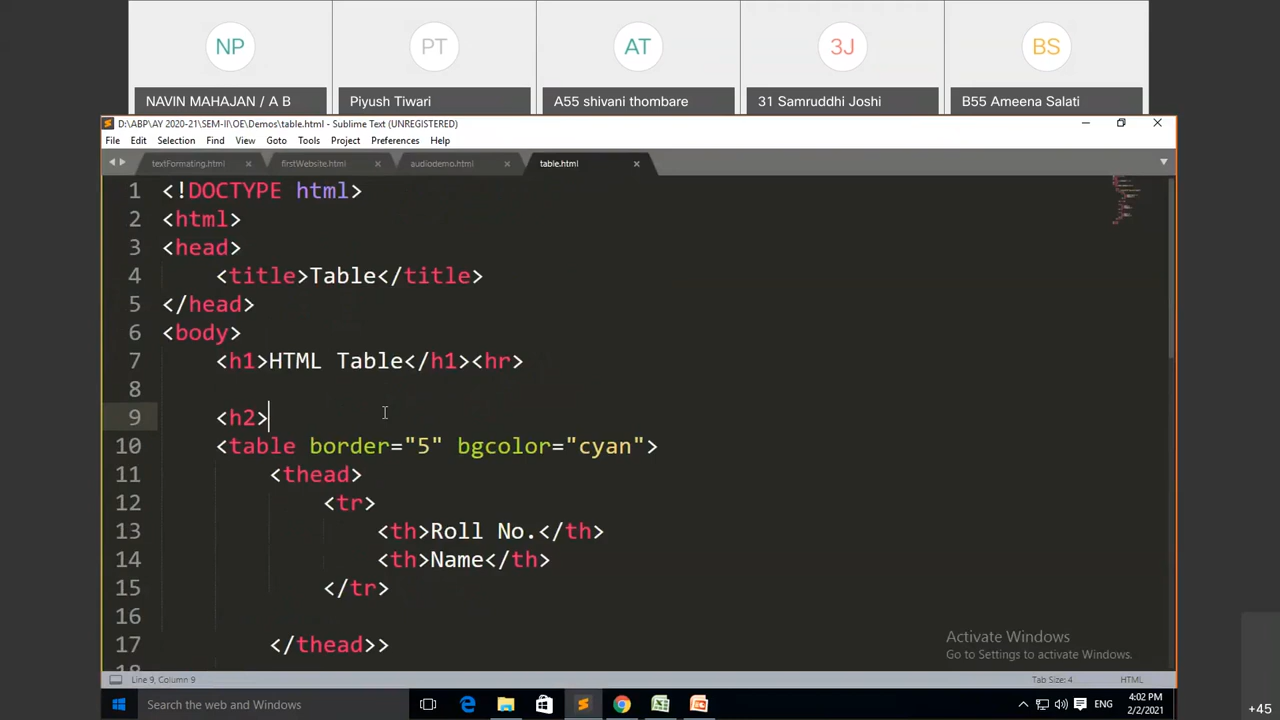 NP
PT
AT
3J
BS
NAVIN MAHAJAN / A B
Piyush Tiwari
A55 shivani thombare
31 Samruddhi Joshi
B55 Ameena Salati
D:\ABP\AY 2020-21\SEM-II\OE\Demos\table.html - Sublime Text (UNREGISTERED)
File Edit Selection Find View Goto Tools Project Preferences Help
textFormating.html
firstWebsite.html
audiodemo.html
table.html
1 <!DOCTYPE html>
2 <html>
3 <head>
4 <title>Table</title>
5 </head>
6 <body>
7 <h1>HTML Table</h1><hr>
8
9 <h2>
10 <table border="5" bgcolor="cyan">
11 <thead>
12 <tr>
13 <th>Roll No.</th>
14 <th>Name</th>
15 </tr>
16
17 </thead>>
Activate Windows
Go to Settings to activate Windows.
Line 9, Column 9
Tab Size: 4
HTML
Search the web and Windows
ENG
4:02 PM
2/2/2021
+45